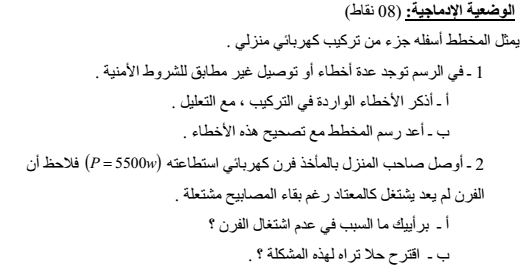 الوضعية الإدماجية: (08 نقاط)
يمثل المخطط أسفله جزء من تركيب كهربائي منزلي .
1 ـ في الرسم توجد عدة أخطاء أو توصيل غير مطابق للشروط الأمنية .
أ ـ أذكر الأخطاء الواردة في التركيب ، مع التعليل .
ب ـ أعد رسم المخطط مع تصحيح هذه الأخطاء .
2 ـ أوصل صاحب المنزل بالمأخذ فرن كهربائي استطاعته (P = 5500w) فلاحظ أن
الفرن لم يعد يشتغل كالمعتاد رغم بقاء المصابيح مشتعلة .
أ ـ برأييك ما السبب في عدم اشتغال الفرن ؟
ب ـ اقترح حلا تراه لهذه المشكلة ؟ .